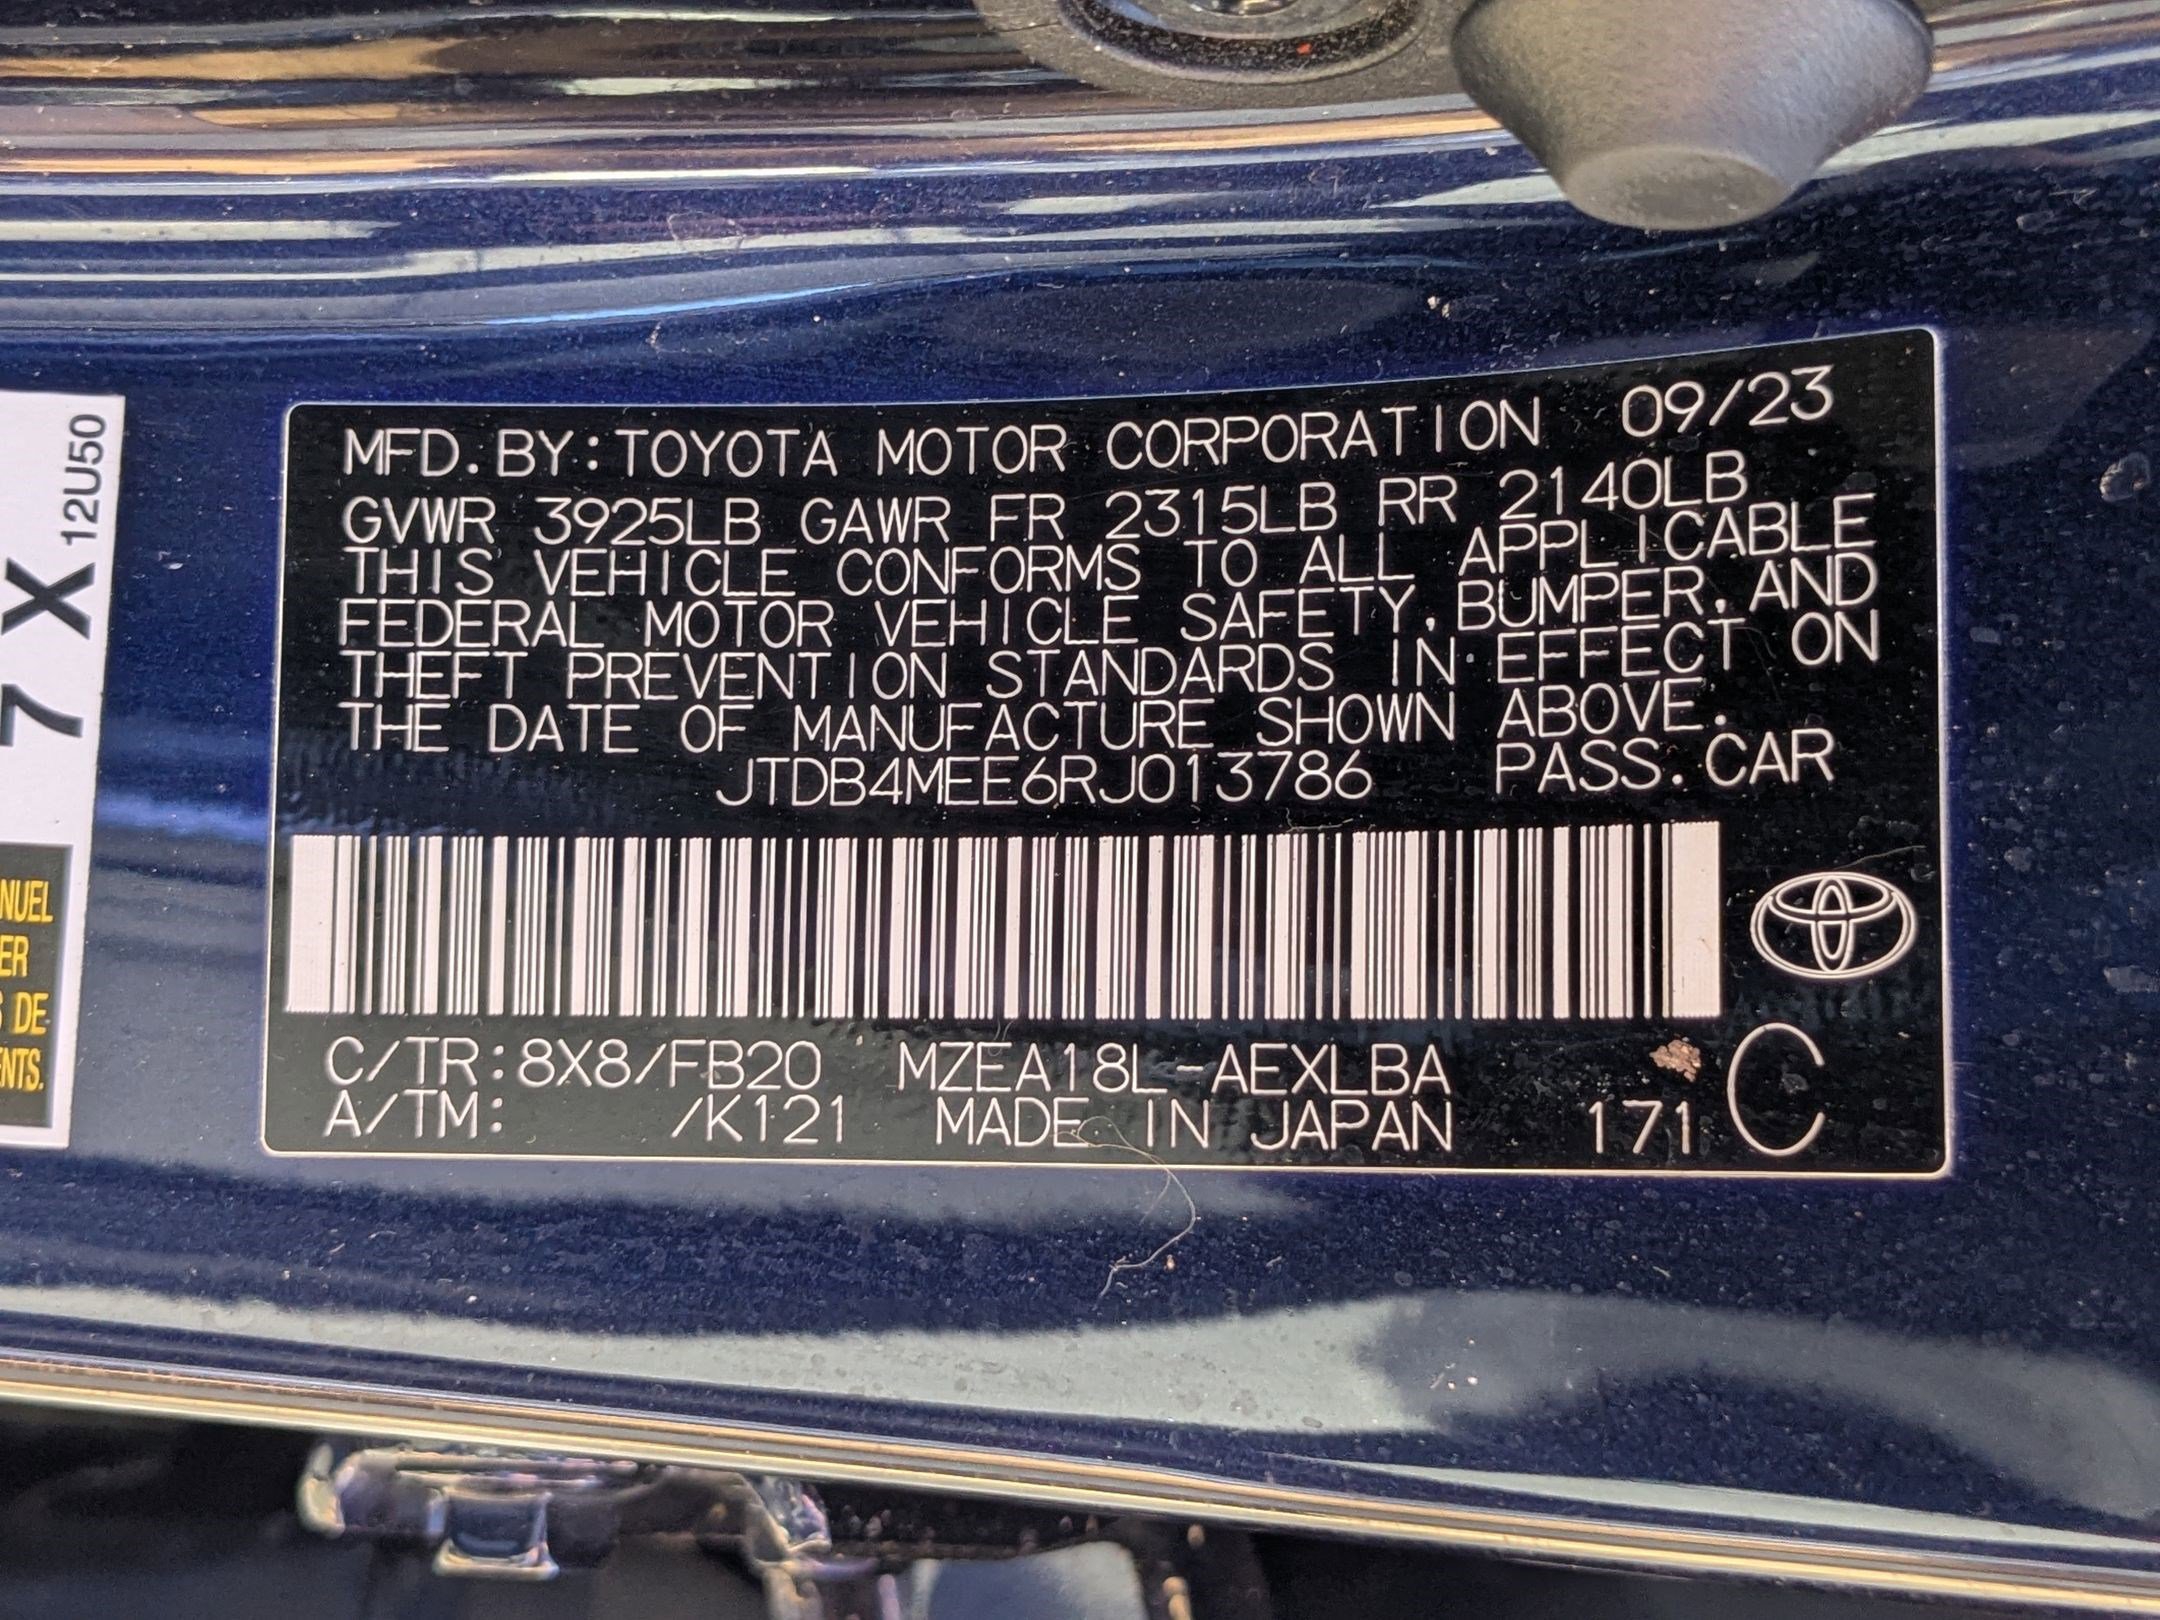 MFD. BY: TOYOTA MOTOR CORPORATION 09/23
GVWR 3925LB GAWR FR 2315LB RR 2140LB
THIS VEHICLE CONFORMS TO ALL APPLICABLE
FEDERAL MOTOR VEHICLE SAFETY, BUMPER, AND
THEFT PREVENTION STANDARDS IN EFFECT ON
THE DATE OF MANUFACTURE SHOWN ABOVE.
JTDB4MEE6RJ013786 PASS. CAR
C/TR: 8X8/FB20 MZEA18L-AEXLBA
A/TM: /K121 MADE IN JAPAN 171 C
7 X
12U50
NUEL
ER
S DE
ENTS.